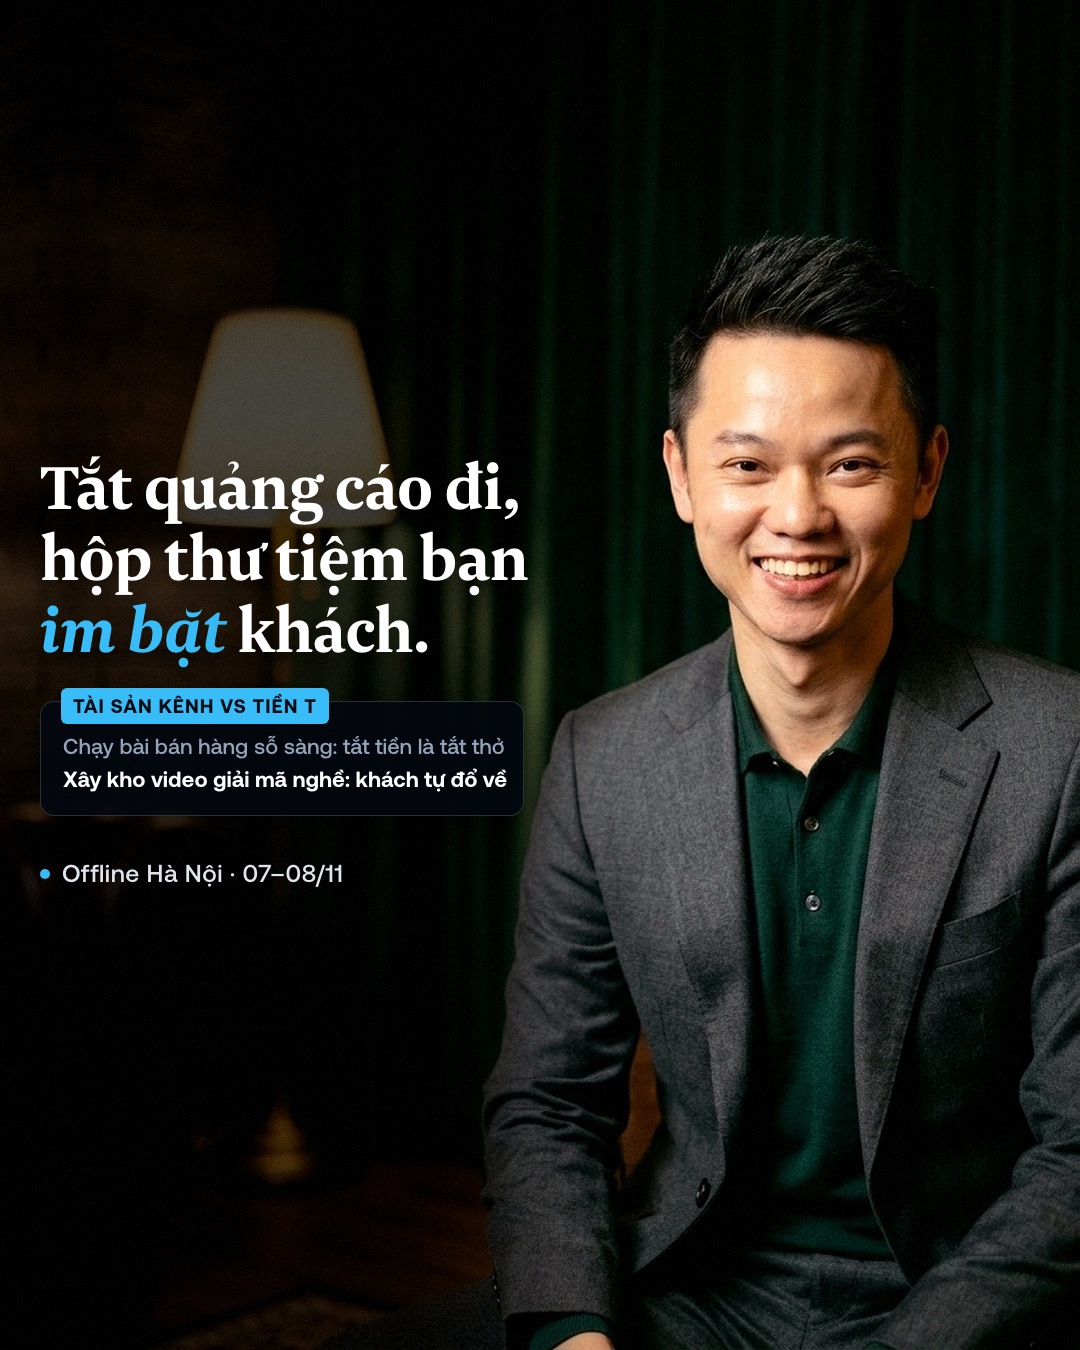 Tắt quảng cáo đi,
hộp thư tiệm bạn
im bặt khách.
TÀI SẢN KÊNH VS TIỀN T
Chạy bài bán hàng sỗ sàng: tắt tiền là tắt thở
Xây kho video giải mã nghề: khách tự đổ về
Offline Hà Nội · 07–08/11